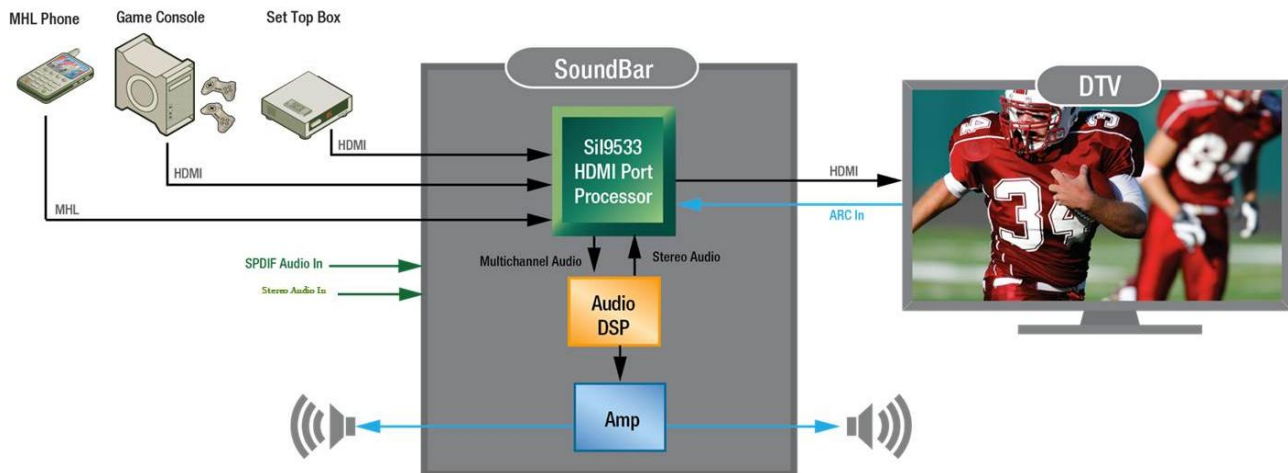 MHL Phone
Game Console
Set Top Box
SoundBar
DTV
SiI9533
HDMI Port
Processor
HDMI
HDMI
MHL
HDMI
ARC In
SPDIF Audio In
Stereo Audio In
Multichannel Audio
Stereo Audio
Audio
DSP
Amp
34
34
84